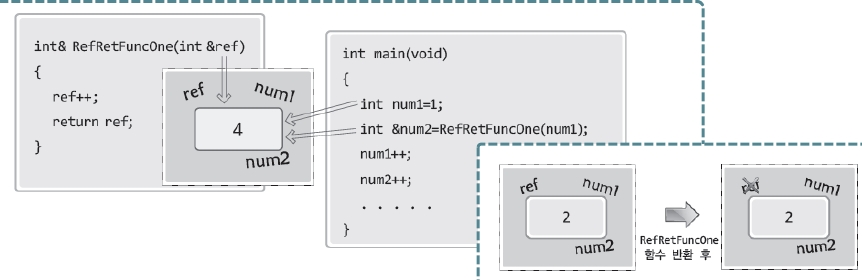 int& RefRetFuncOne(int &ref)
{
ref++;
return ref;
}
ref
num1
4
num2
int main(void)
{
int num1=1;
int &num2=RefRetFuncOne(num1);
num1++;
num2++;
. . . . .
}
ref
num1
2
num2
RefRetFuncOne
함수 반환 후
ref
num1
2
num2